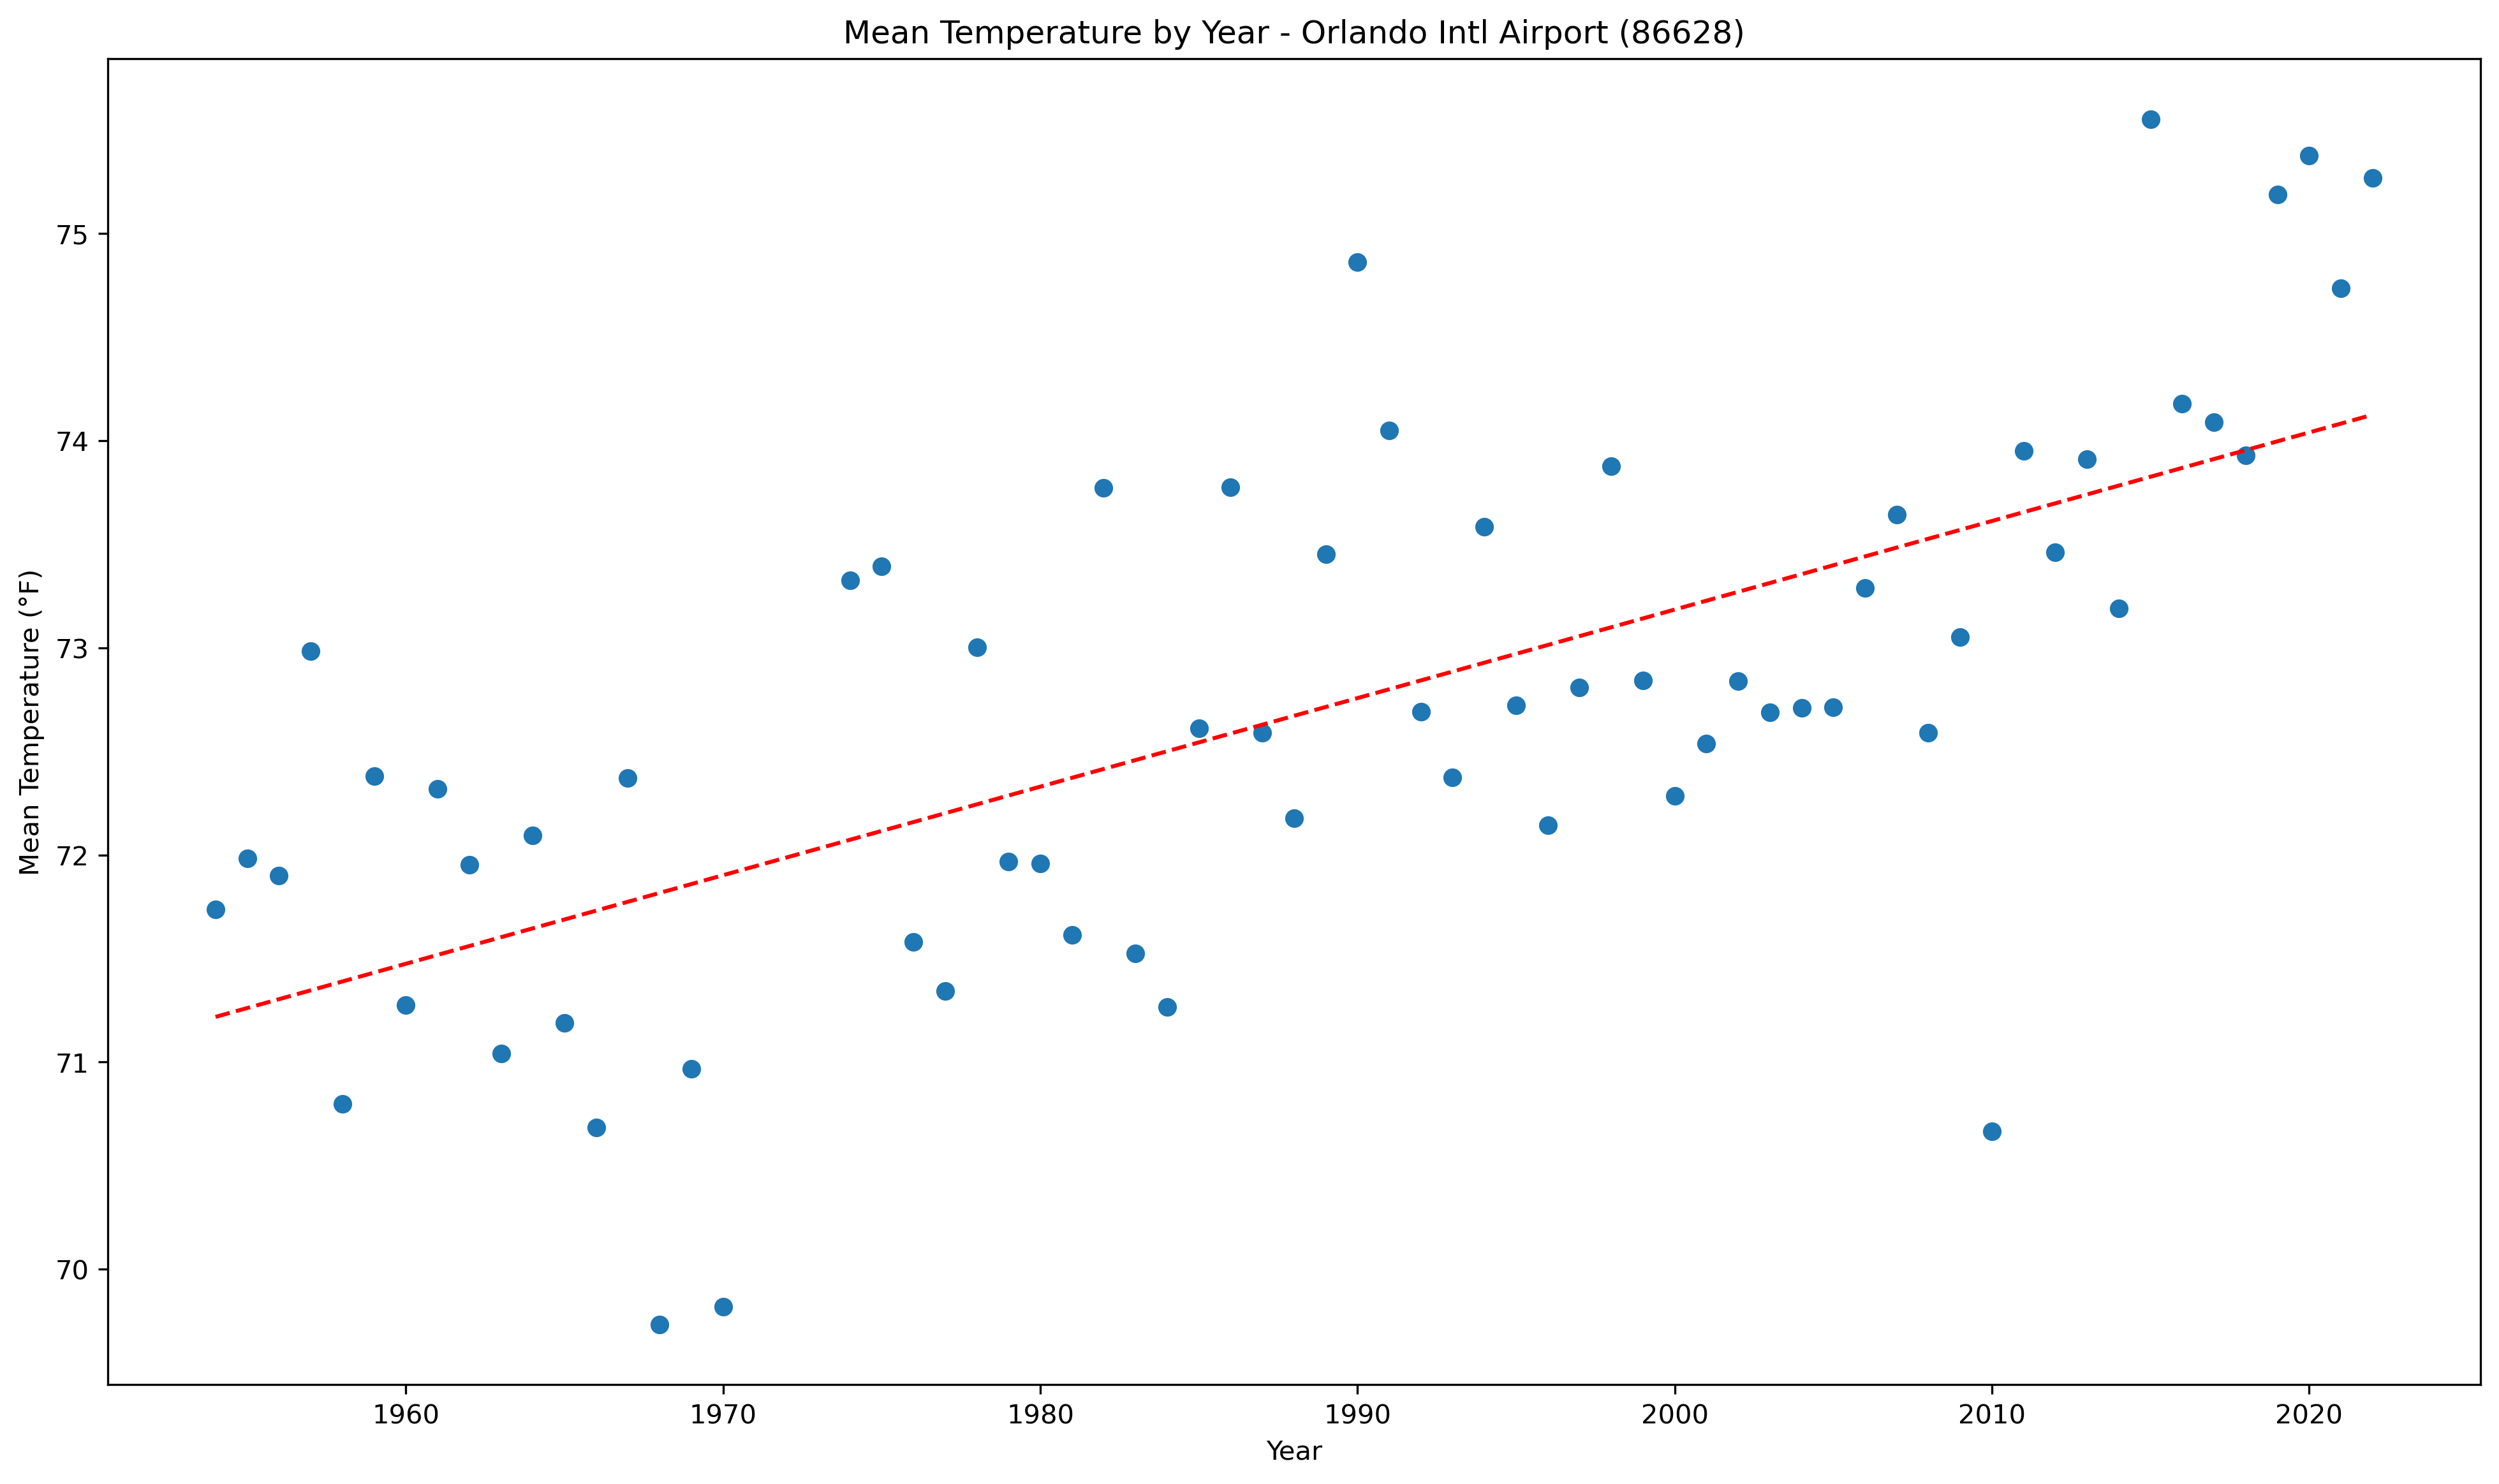 Mean Temperature by Year - Orlando Intl Airport (86628)
Mean Temperature (°F)
75
74
73
72
71
70
1960 1970 1980 1990 2000 2010 2020
Year